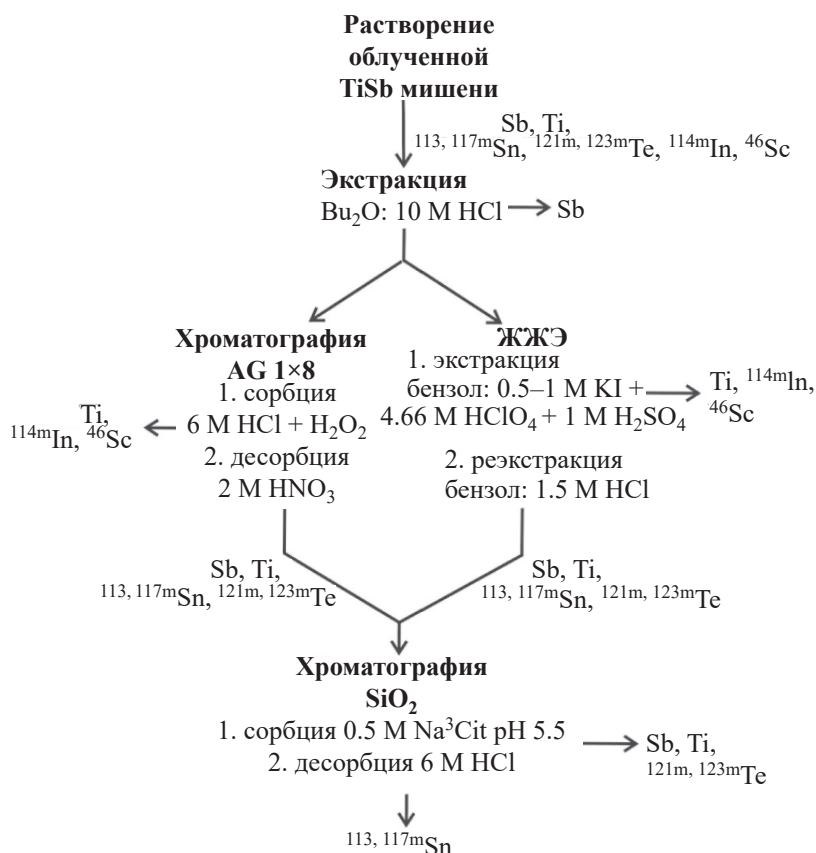 Растворение
облученной
TiSb мишени
Sb, Ti,
113, 117mSn, 121m, 123mTe, 114mIn, 46Sc
Экстракция
Bu2O: 10 M HCl
Sb
Хроматография
AG 1×8
1. сорбция
6 M HCl + H2O2
2. десорбция
2 M HNO3
Ti,
114mIn, 46Sc
ЖЖЭ
1. экстракция
бензол: 0.5–1 M KI +
4.66 M HClO4 + 1 M H2SO4
2. реэкстракция
бензол: 1.5 M HCl
Ti, 114mIn,
46Sc
Sb, Ti,
113, 117mSn, 121m, 123mTe
Sb, Ti,
113, 117mSn, 121m, 123mTe
Хроматография
SiO2
1. сорбция 0.5 M Na3Cit pH 5.5
2. десорбция 6 M HCl
Sb, Ti,
121m, 123mTe
113, 117mSn